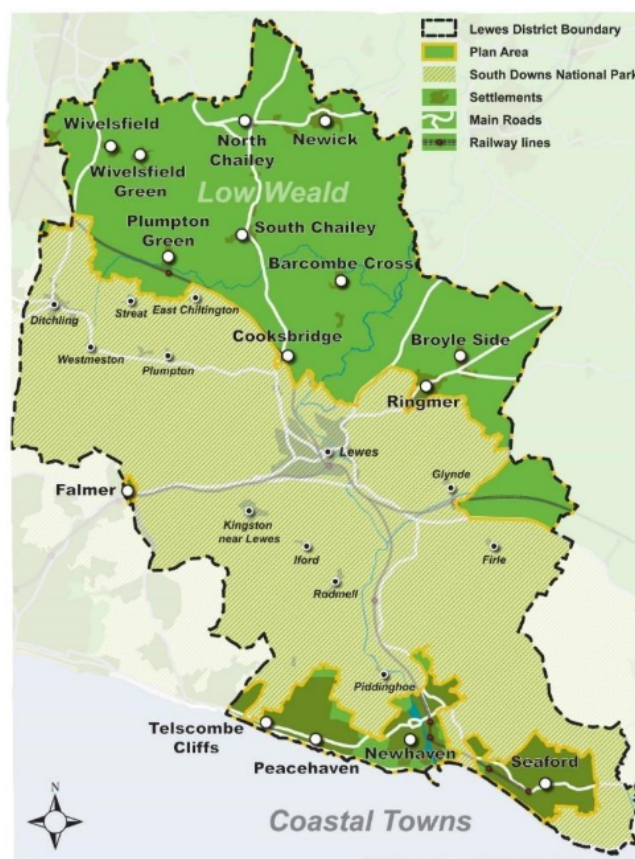 Lewes District Boundary
Plan Area
South Downs National Park
Settlements
Main Roads
Railway lines
Wivelsfield
North
Chailey
Newick
Wivelsfield
Green
Low Weald
Plumpton
Green
South Chailey
Barcombe Cross
Ditchling
Streat
East Chiltington
Cooksbridge
Broyle Side
Westmeston
Plumpton
Ringmer
Lewes
Glynde
Falmer
Kingston
near Lewes
Iford
Firle
Rodmell
Piddinghoe
Telscombe
Cliffs
Peacehaven
Newhaven
Seaford
N
Coastal Towns